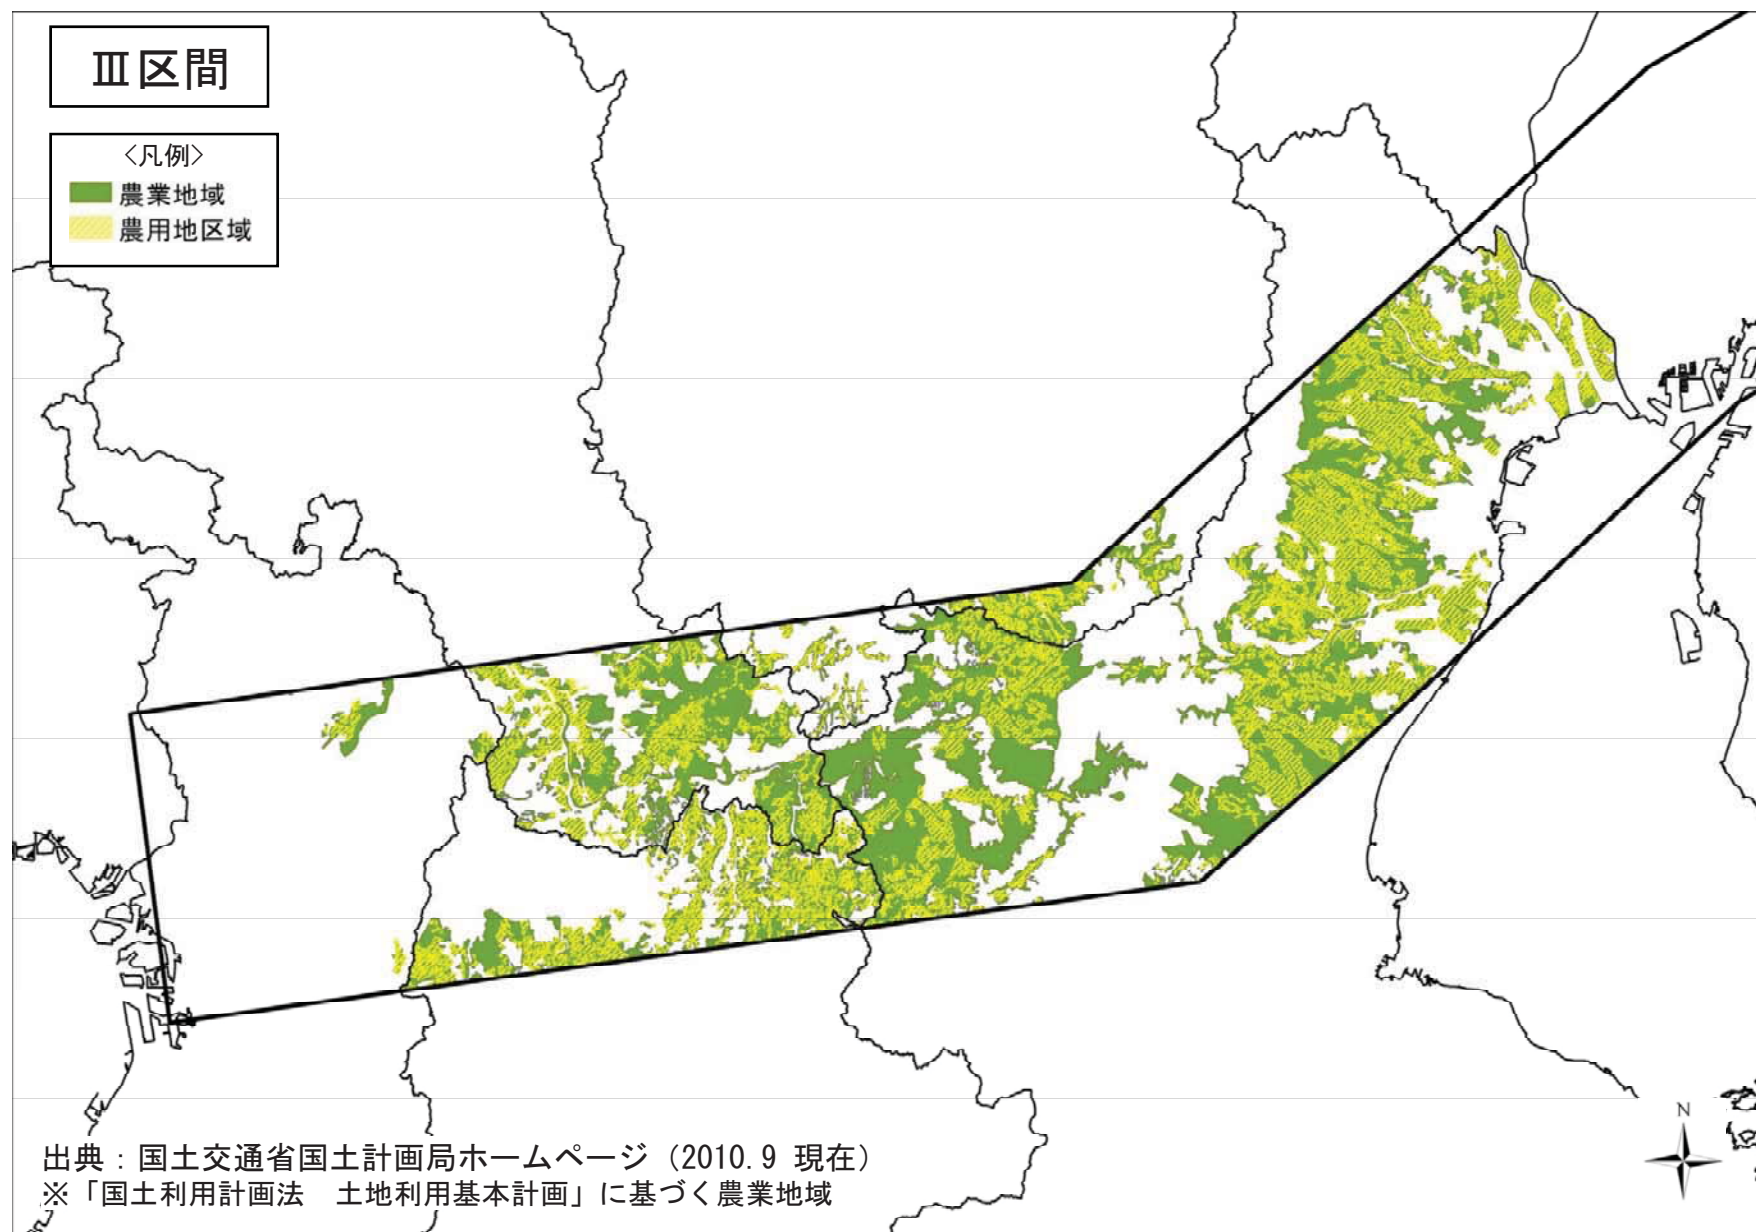 Ⅲ区間
〈凡例〉
農業地域
農用地区域
N
出典：国土交通省国土計画局ホームページ（2010.9 現在）
※「国土利用計画法　土地利用基本計画」に基づく農業地域